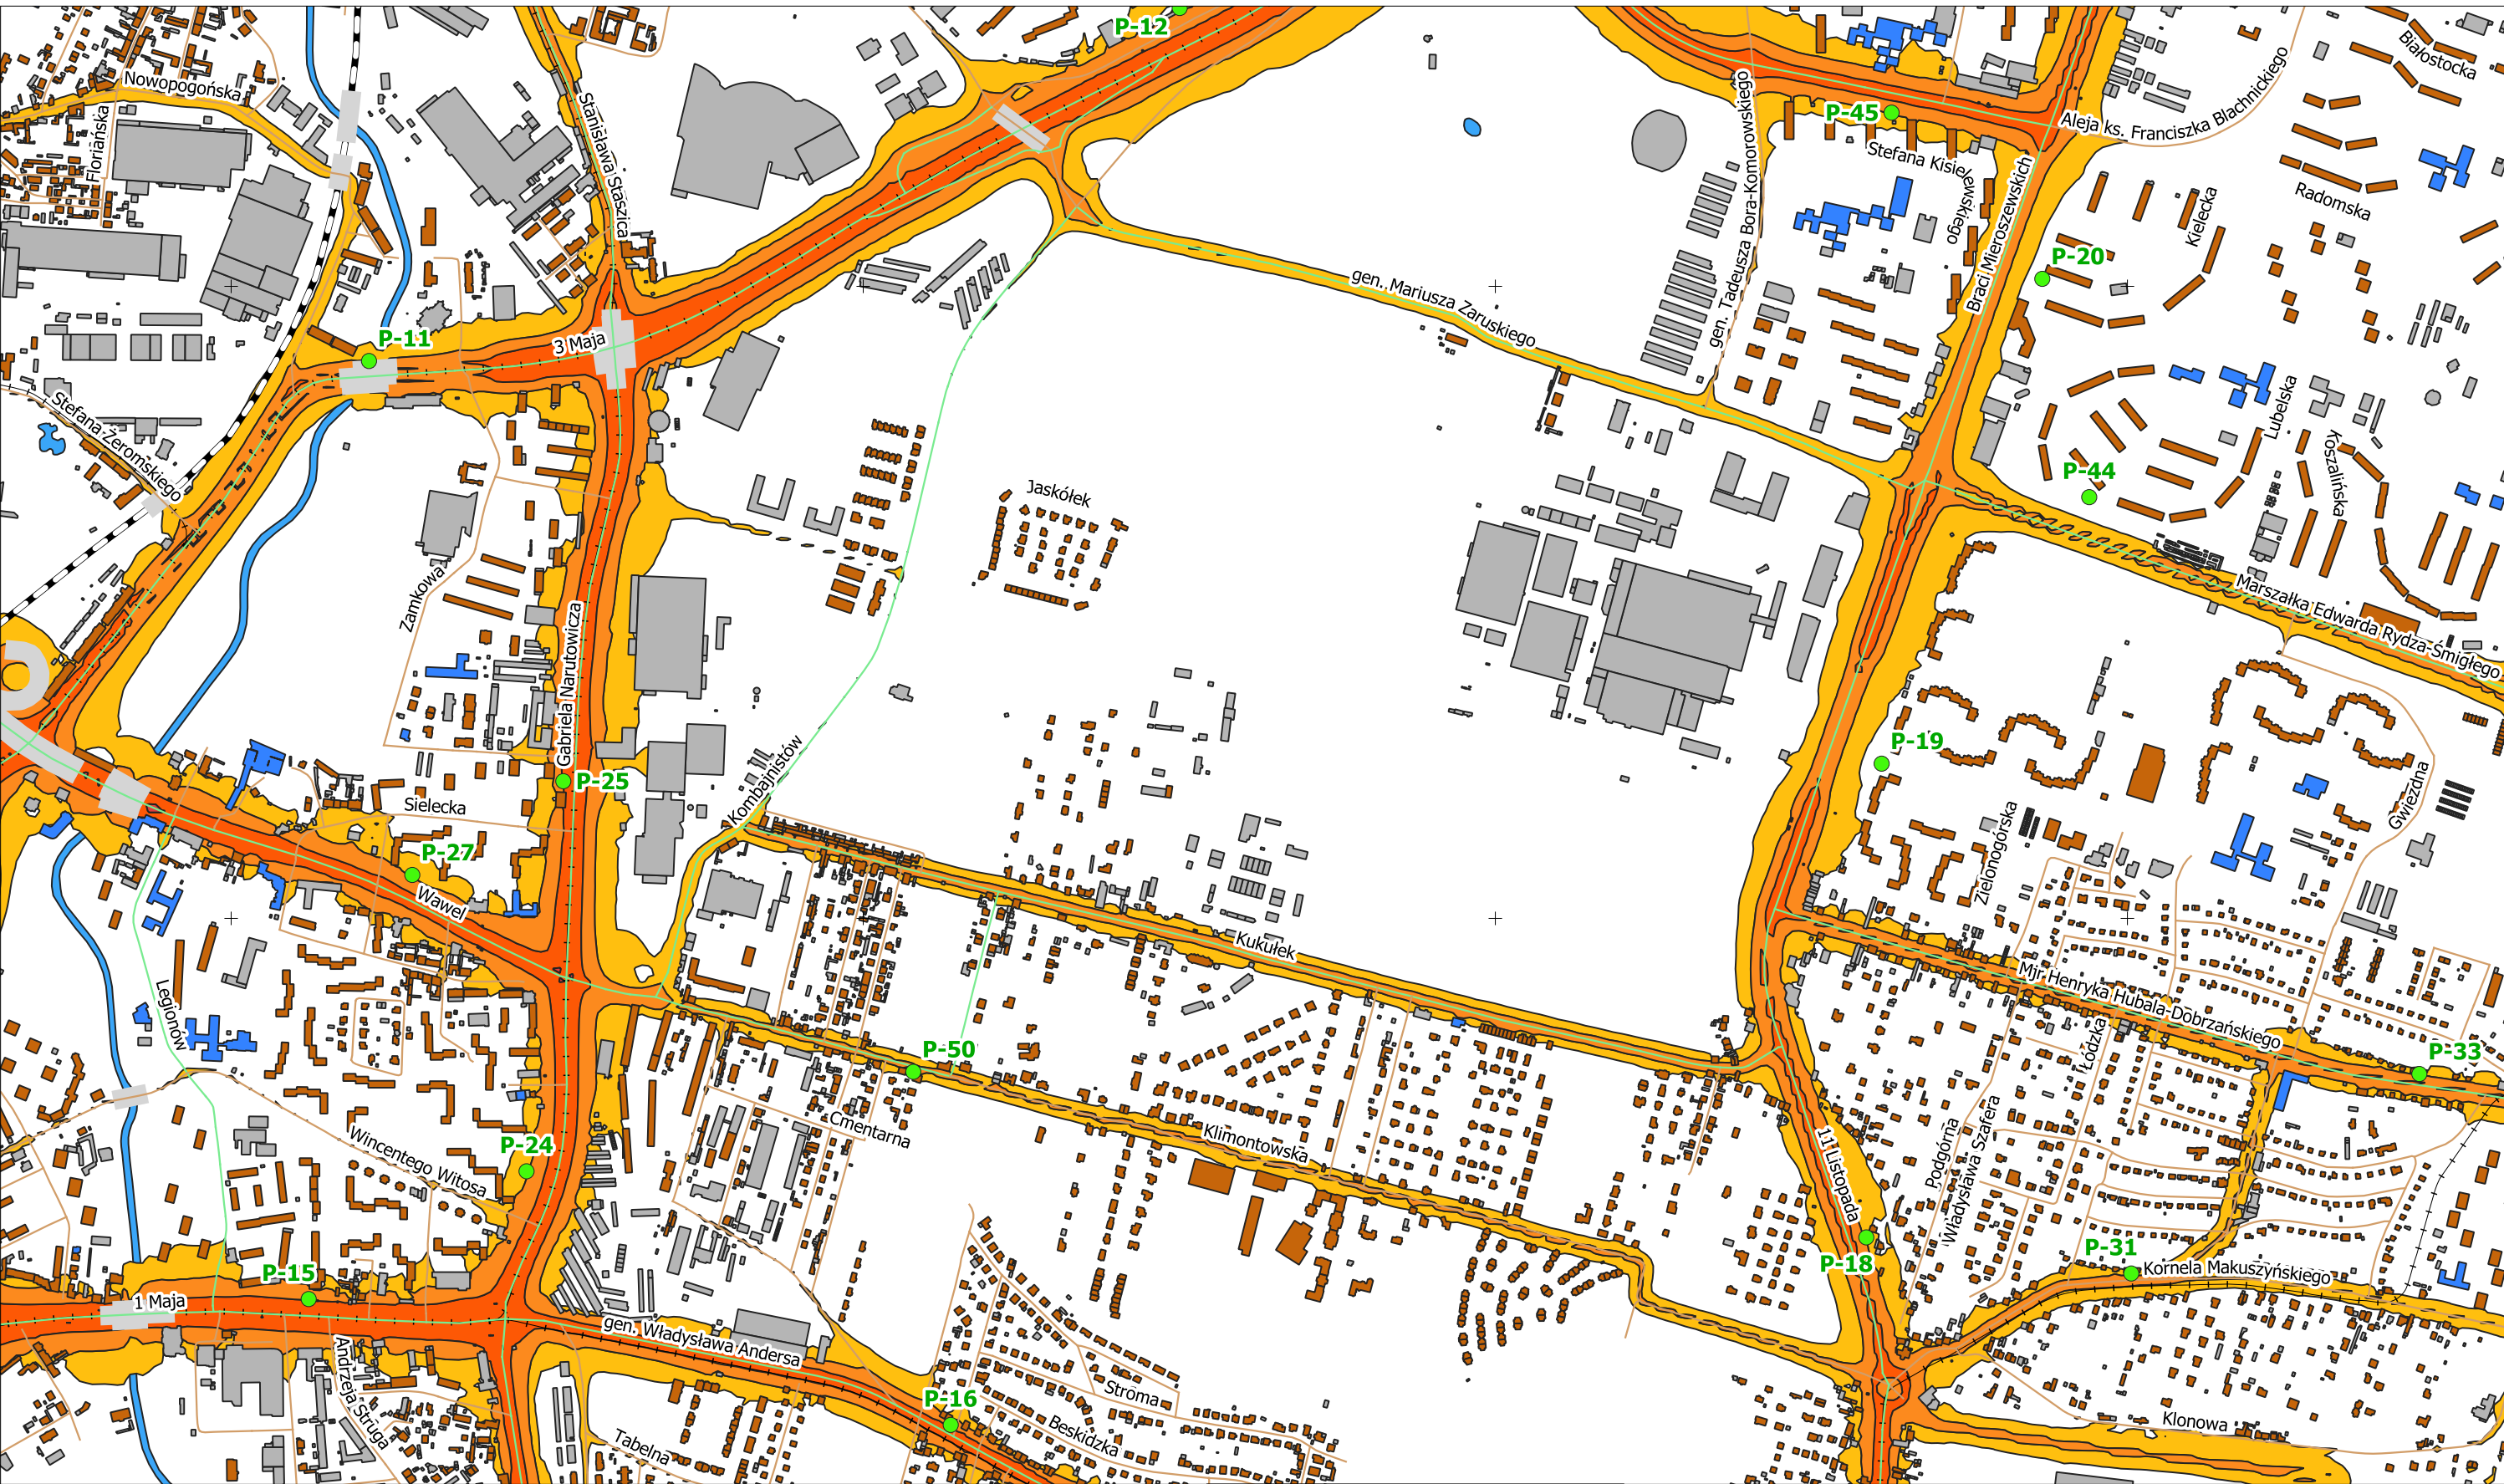 P-12
Białostocka
Nowopogońska
Stanisława Staszica
gen. Tadeusza Bora-Komorowskiego
P-45
Aleja ks. Franciszka Blachnickiego
Floriańska
Stefana Kisielewskiego
Braci Mieroszewskich
Radomska
Kielecka
P-20
gen. Mariusza Zaruskiego
P-11
3 Maja
Stefana Żeromskiego
Lubelska
Koszalińska
P-44
Jaskółek
Zamkowa
Marszałka Edwarda Rydza-Śmigłego
Gabriela Narutowicza
P-19
P-25
Kombajnistów
Gwiezdna
Sielecka
Zielonogórska
P-27
Wawel
Kukułek
Mjr Henryka Hubala-Dobrzańskiego
Legionów
Łódzka
P-50
P-33
Cmentarna
Klimontowska
Wincentego Witosa
P-24
11 Listopada
Podgórna
Władysława Szafera
P-18
P-31
Kornela Makuszyńskiego
P-15
1 Maja
gen. Władysława Andersa
Andrzeja Struga
P-16
Stroma
Beskidzka
Klonowa
Tabelna